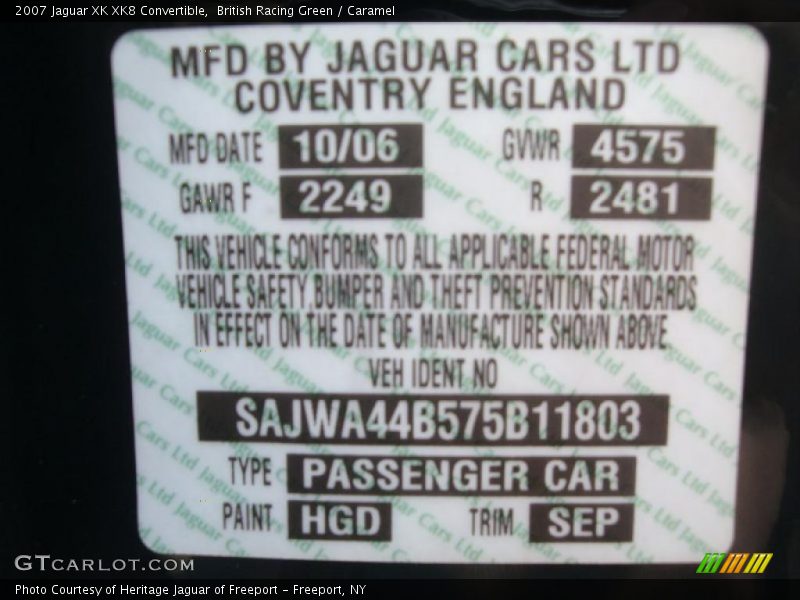 2007 Jaguar XK XK8 Convertible,  British Racing Green / Caramel
MFD BY JAGUAR CARS LTD
COVENTRY ENGLAND
MFD DATE 10/06 GVWR 4575
GAWR F 2249 R 2481
THIS VEHICLE CONFORMS TO ALL APPLICABLE FEDERAL MOTOR
VEHICLE SAFETY, BUMPER AND THEFT PREVENTION STANDARDS
IN EFFECT ON THE DATE OF MANUFACTURE SHOWN ABOVE
VEH IDENT NO
SAJWA44B575B11803
TYPE PASSENGER CAR
PAINT HGD TRIM SEP
GTCARLOT.COM
Photo Courtesy of Heritage Jaguar of Freeport - Freeport, NY